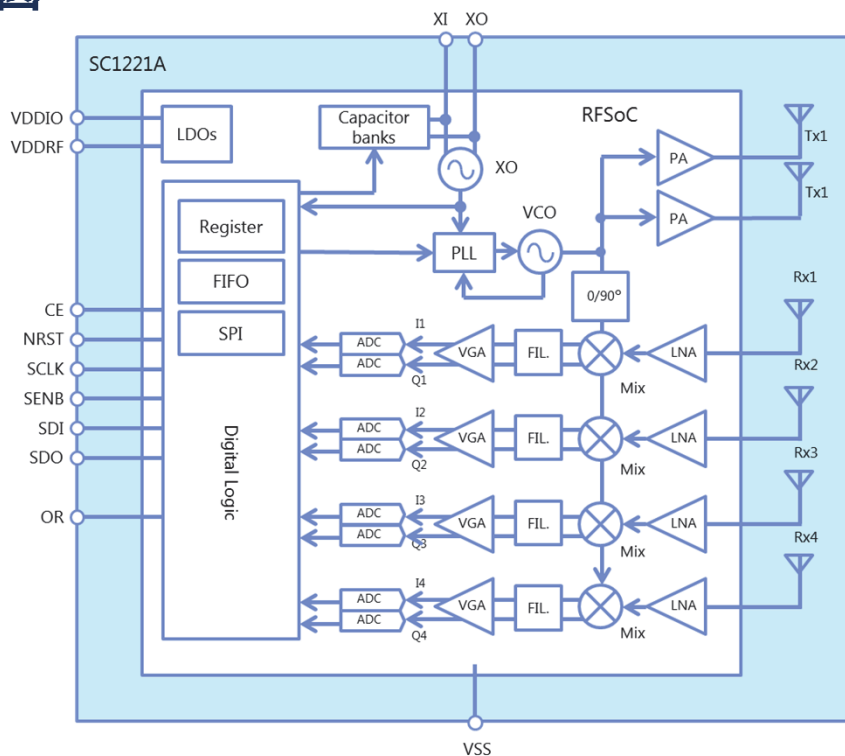 图
XI
XO
SC1221A
VDDIO
VDDRF
LDOs
Capacitor
banks
RFSoC
XO
PA
Tx1
PA
Tx1
Register
FIFO
SPI
Digital Logic
PLL
VCO
0/90°
CE
NRST
SCLK
SENB
SDI
SDO
OR
ADC
ADC
I1
Q1
VGA
FIL.
Mix
LNA
Rx1
ADC
ADC
I2
Q2
VGA
FIL.
Mix
LNA
Rx2
ADC
ADC
I3
Q3
VGA
FIL.
Mix
LNA
Rx3
ADC
ADC
I4
Q4
VGA
FIL.
Mix
LNA
Rx4
VSS